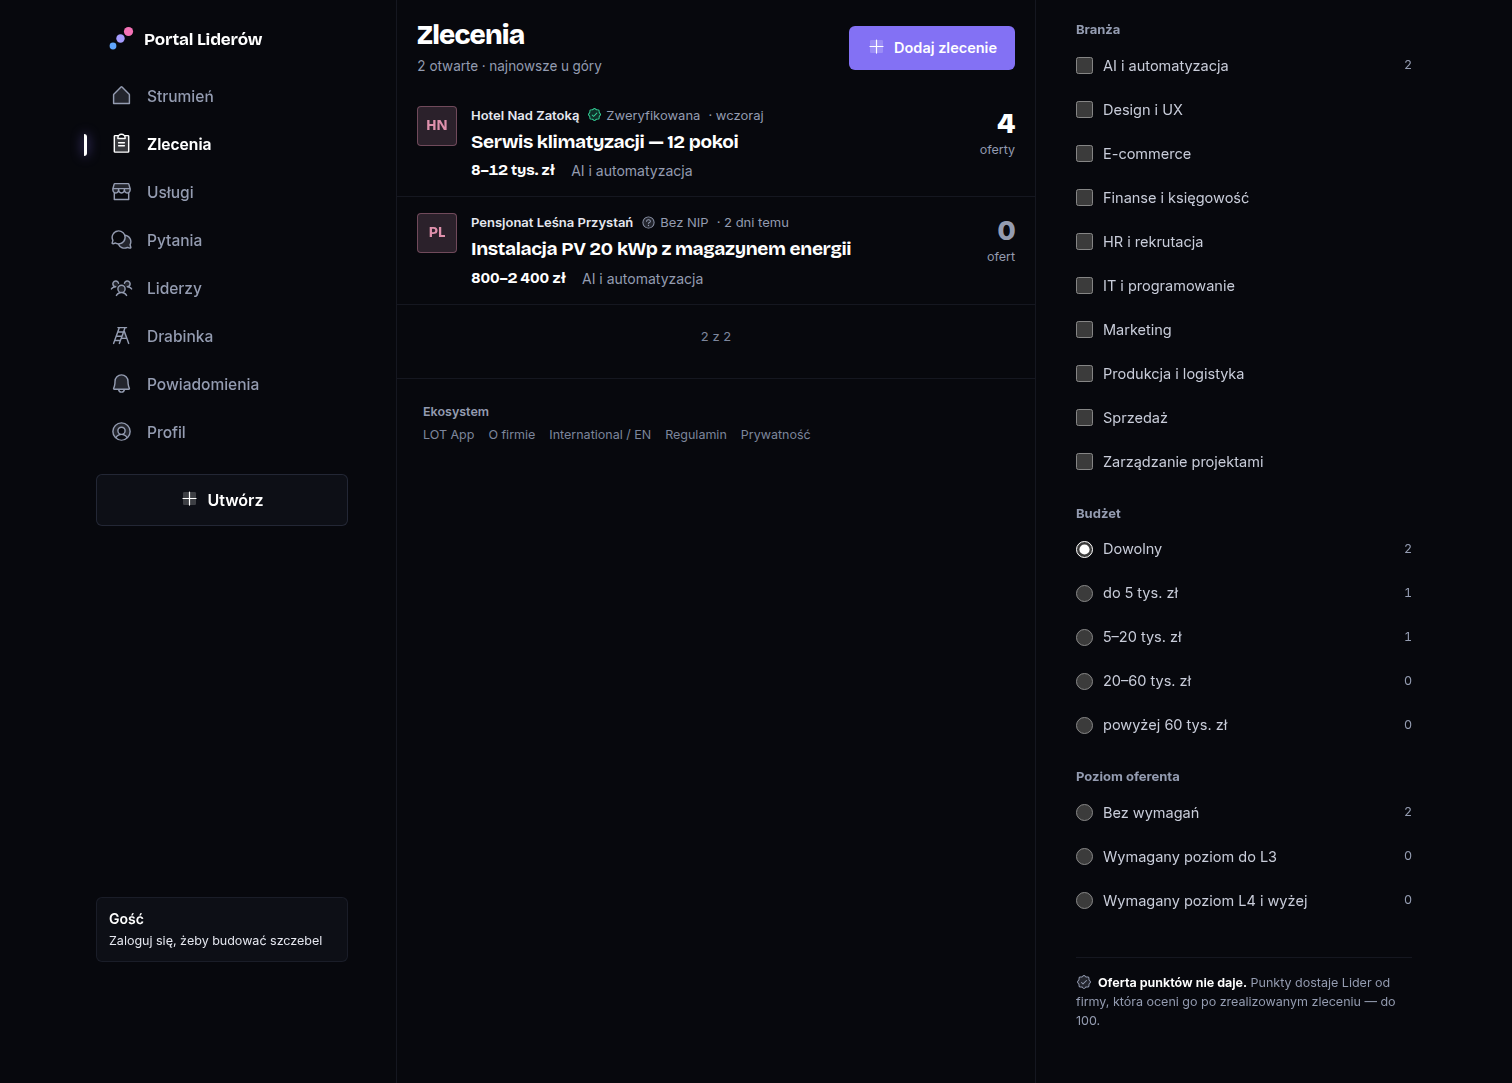 Portal Liderów
Strumień
Zlecenia
Usługi
Pytania
Liderzy
Drabinka
Powiadomienia
Profil
Utwórz
Gość
Zaloguj się, żeby budować szczebel
Zlecenia
2 otwarte · najnowsze u góry
Dodaj zlecenie
HN
Hotel Nad Zatoką Zweryfikowana · wczoraj
Serwis klimatyzacji — 12 pokoi
8–12 tys. zł AI i automatyzacja
4
oferty
PL
Pensjonat Leśna Przystań Bez NIP · 2 dni temu
Instalacja PV 20 kWp z magazynem energii
800–2 400 zł AI i automatyzacja
0
ofert
2 z 2
Ekosystem
LOT App O firmie International / EN Regulamin Prywatność
Branża
AI i automatyzacja 2
Design i UX
E-commerce
Finanse i księgowość
HR i rekrutacja
IT i programowanie
Marketing
Produkcja i logistyka
Sprzedaż
Zarządzanie projektami
Budżet
Dowolny 2
do 5 tys. zł 1
5–20 tys. zł 1
20–60 tys. zł 0
powyżej 60 tys. zł 0
Poziom oferenta
Bez wymagań 2
Wymagany poziom do L3 0
Wymagany poziom L4 i wyżej 0
Oferta punktów nie daje. Punkty dostaje Lider od
firmy, która oceni go po zrealizowanym zleceniu — do
100.